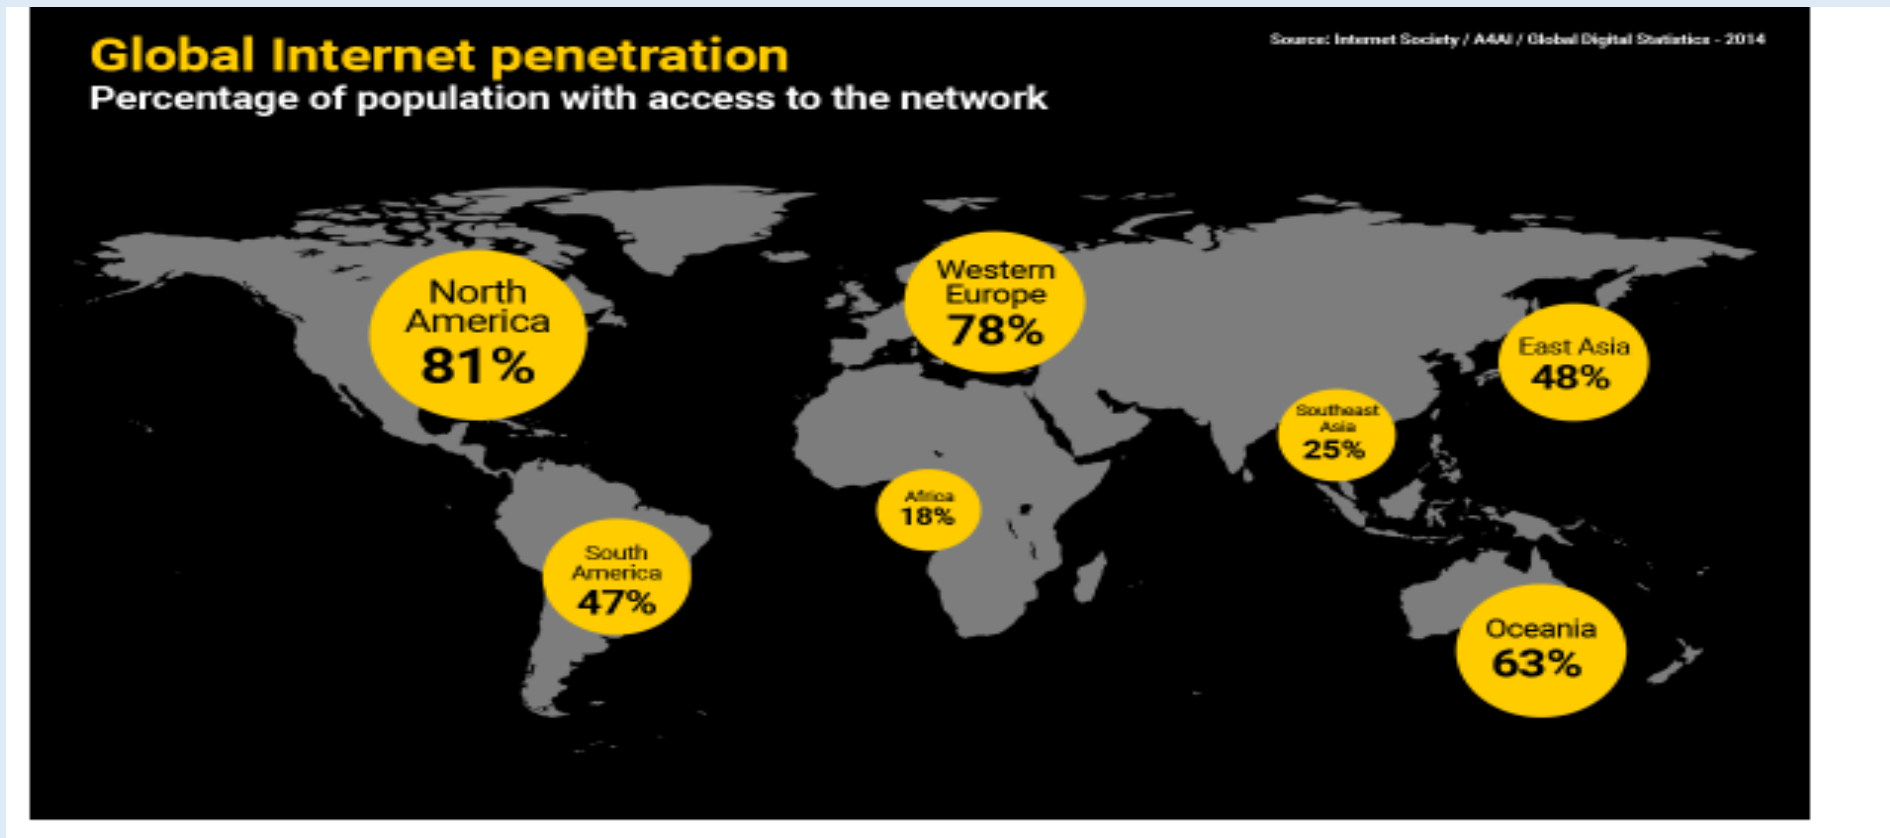 Global Internet penetration
Percentage of population with access to the network
Source: Internet Society / A4AI / Global Digital Statistics - 2014
North
America
81%
Western
Europe
78%
East Asia
48%
Southeast
Asia
25%
Africa
18%
South
America
47%
Oceania
63%